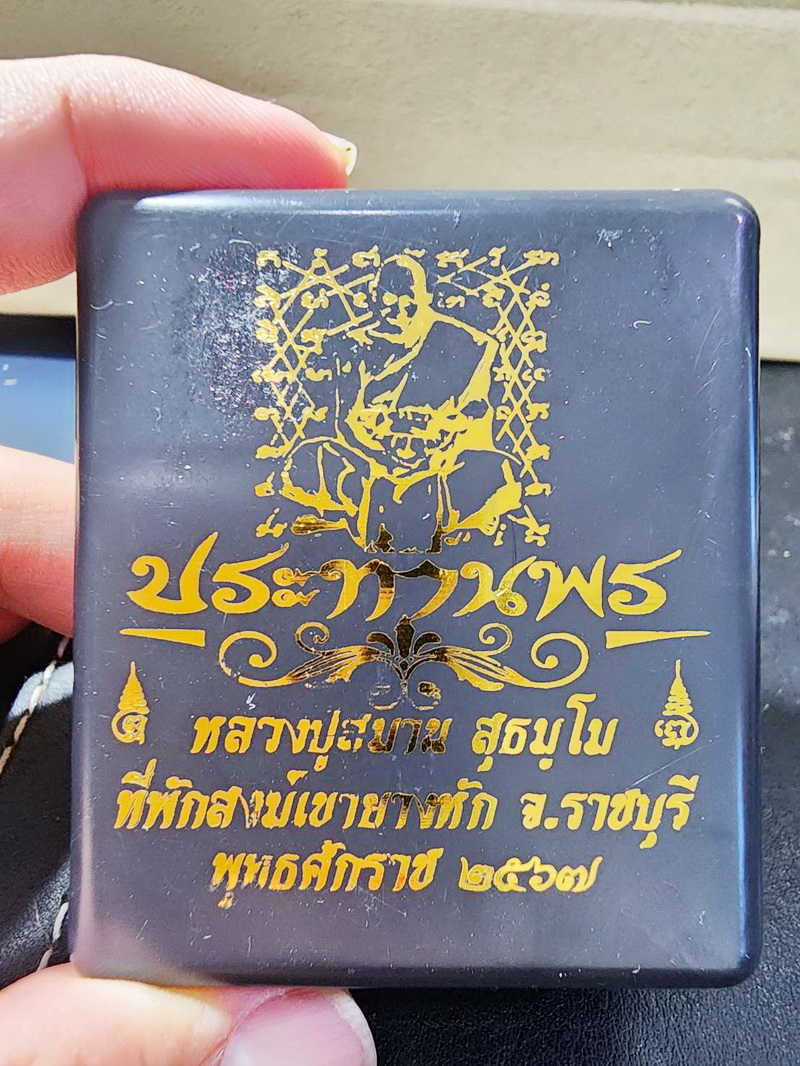 ประทานพร
หลวงปู่สมาน สุธมฺโม
ที่พักสงฆ์เขายางหัก จ.ราชบุรี
พุทธศักราช ๒๕๖๗